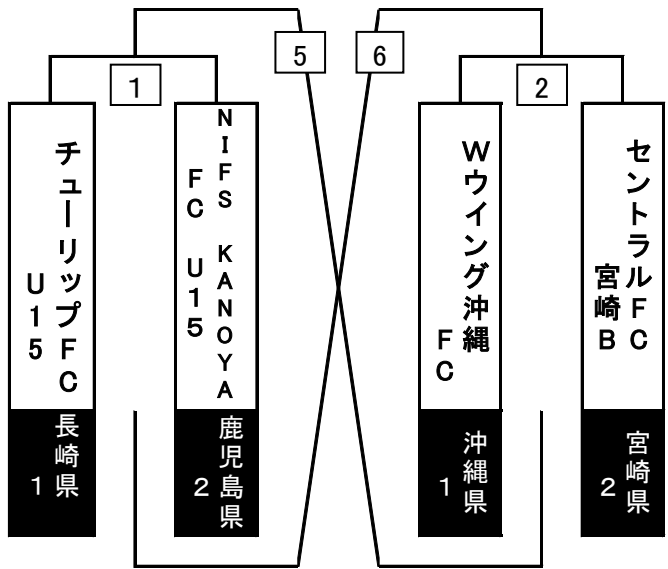 5
6
1
2
チューリップFC
U15
NIFS KANOYA
FC U15
Wウイング沖縄
FC
セントラルFC
宮崎B
長崎県
1
鹿児島県
2
沖縄県
1
宮崎県
2